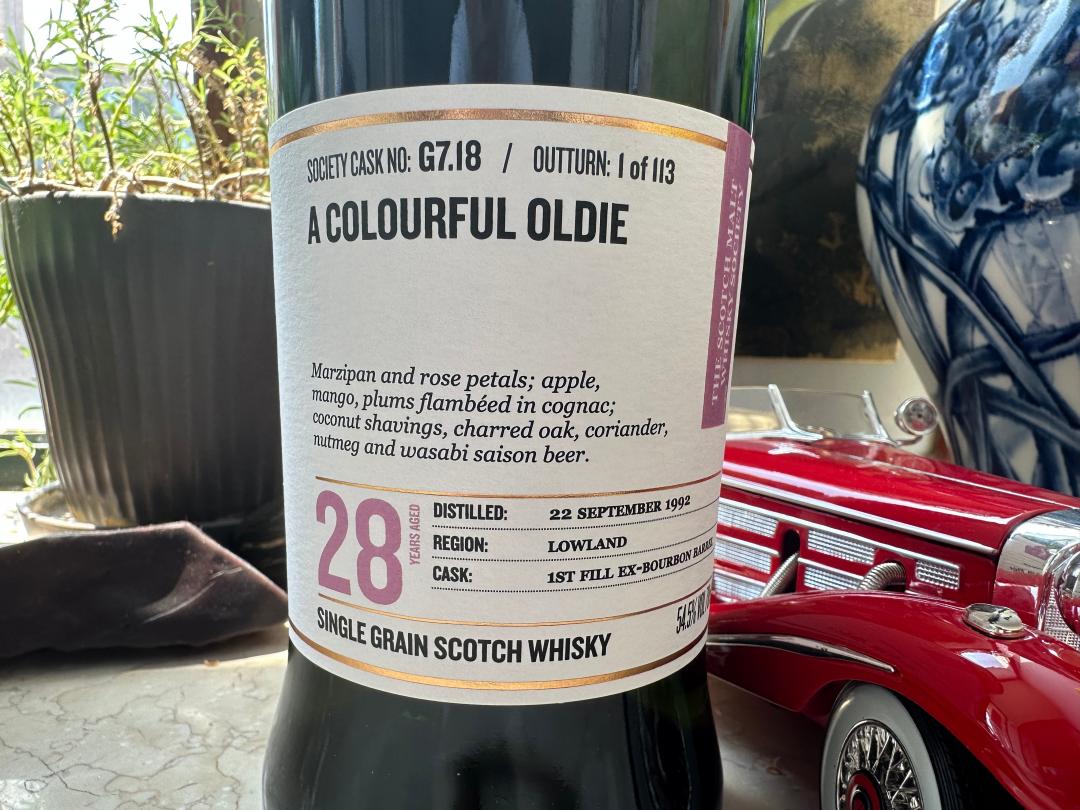 SOCIETY CASK NO: G7.18 / OUTTURN: 1 of 113
A COLOURFUL OLDIE
THE SCOTCH MALT
WHISKY SOCIETY
Marzipan and rose petals; apple,
mango, plums flambéed in cognac;
coconut shavings, charred oak, coriander,
nutmeg and wasabi saison beer.
28 YEARS AGED
DISTILLED: 22 SEPTEMBER 1992
REGION: LOWLAND
CASK: 1ST FILL EX-BOURBON BARREL
SINGLE GRAIN SCOTCH WHISKY
54.5%